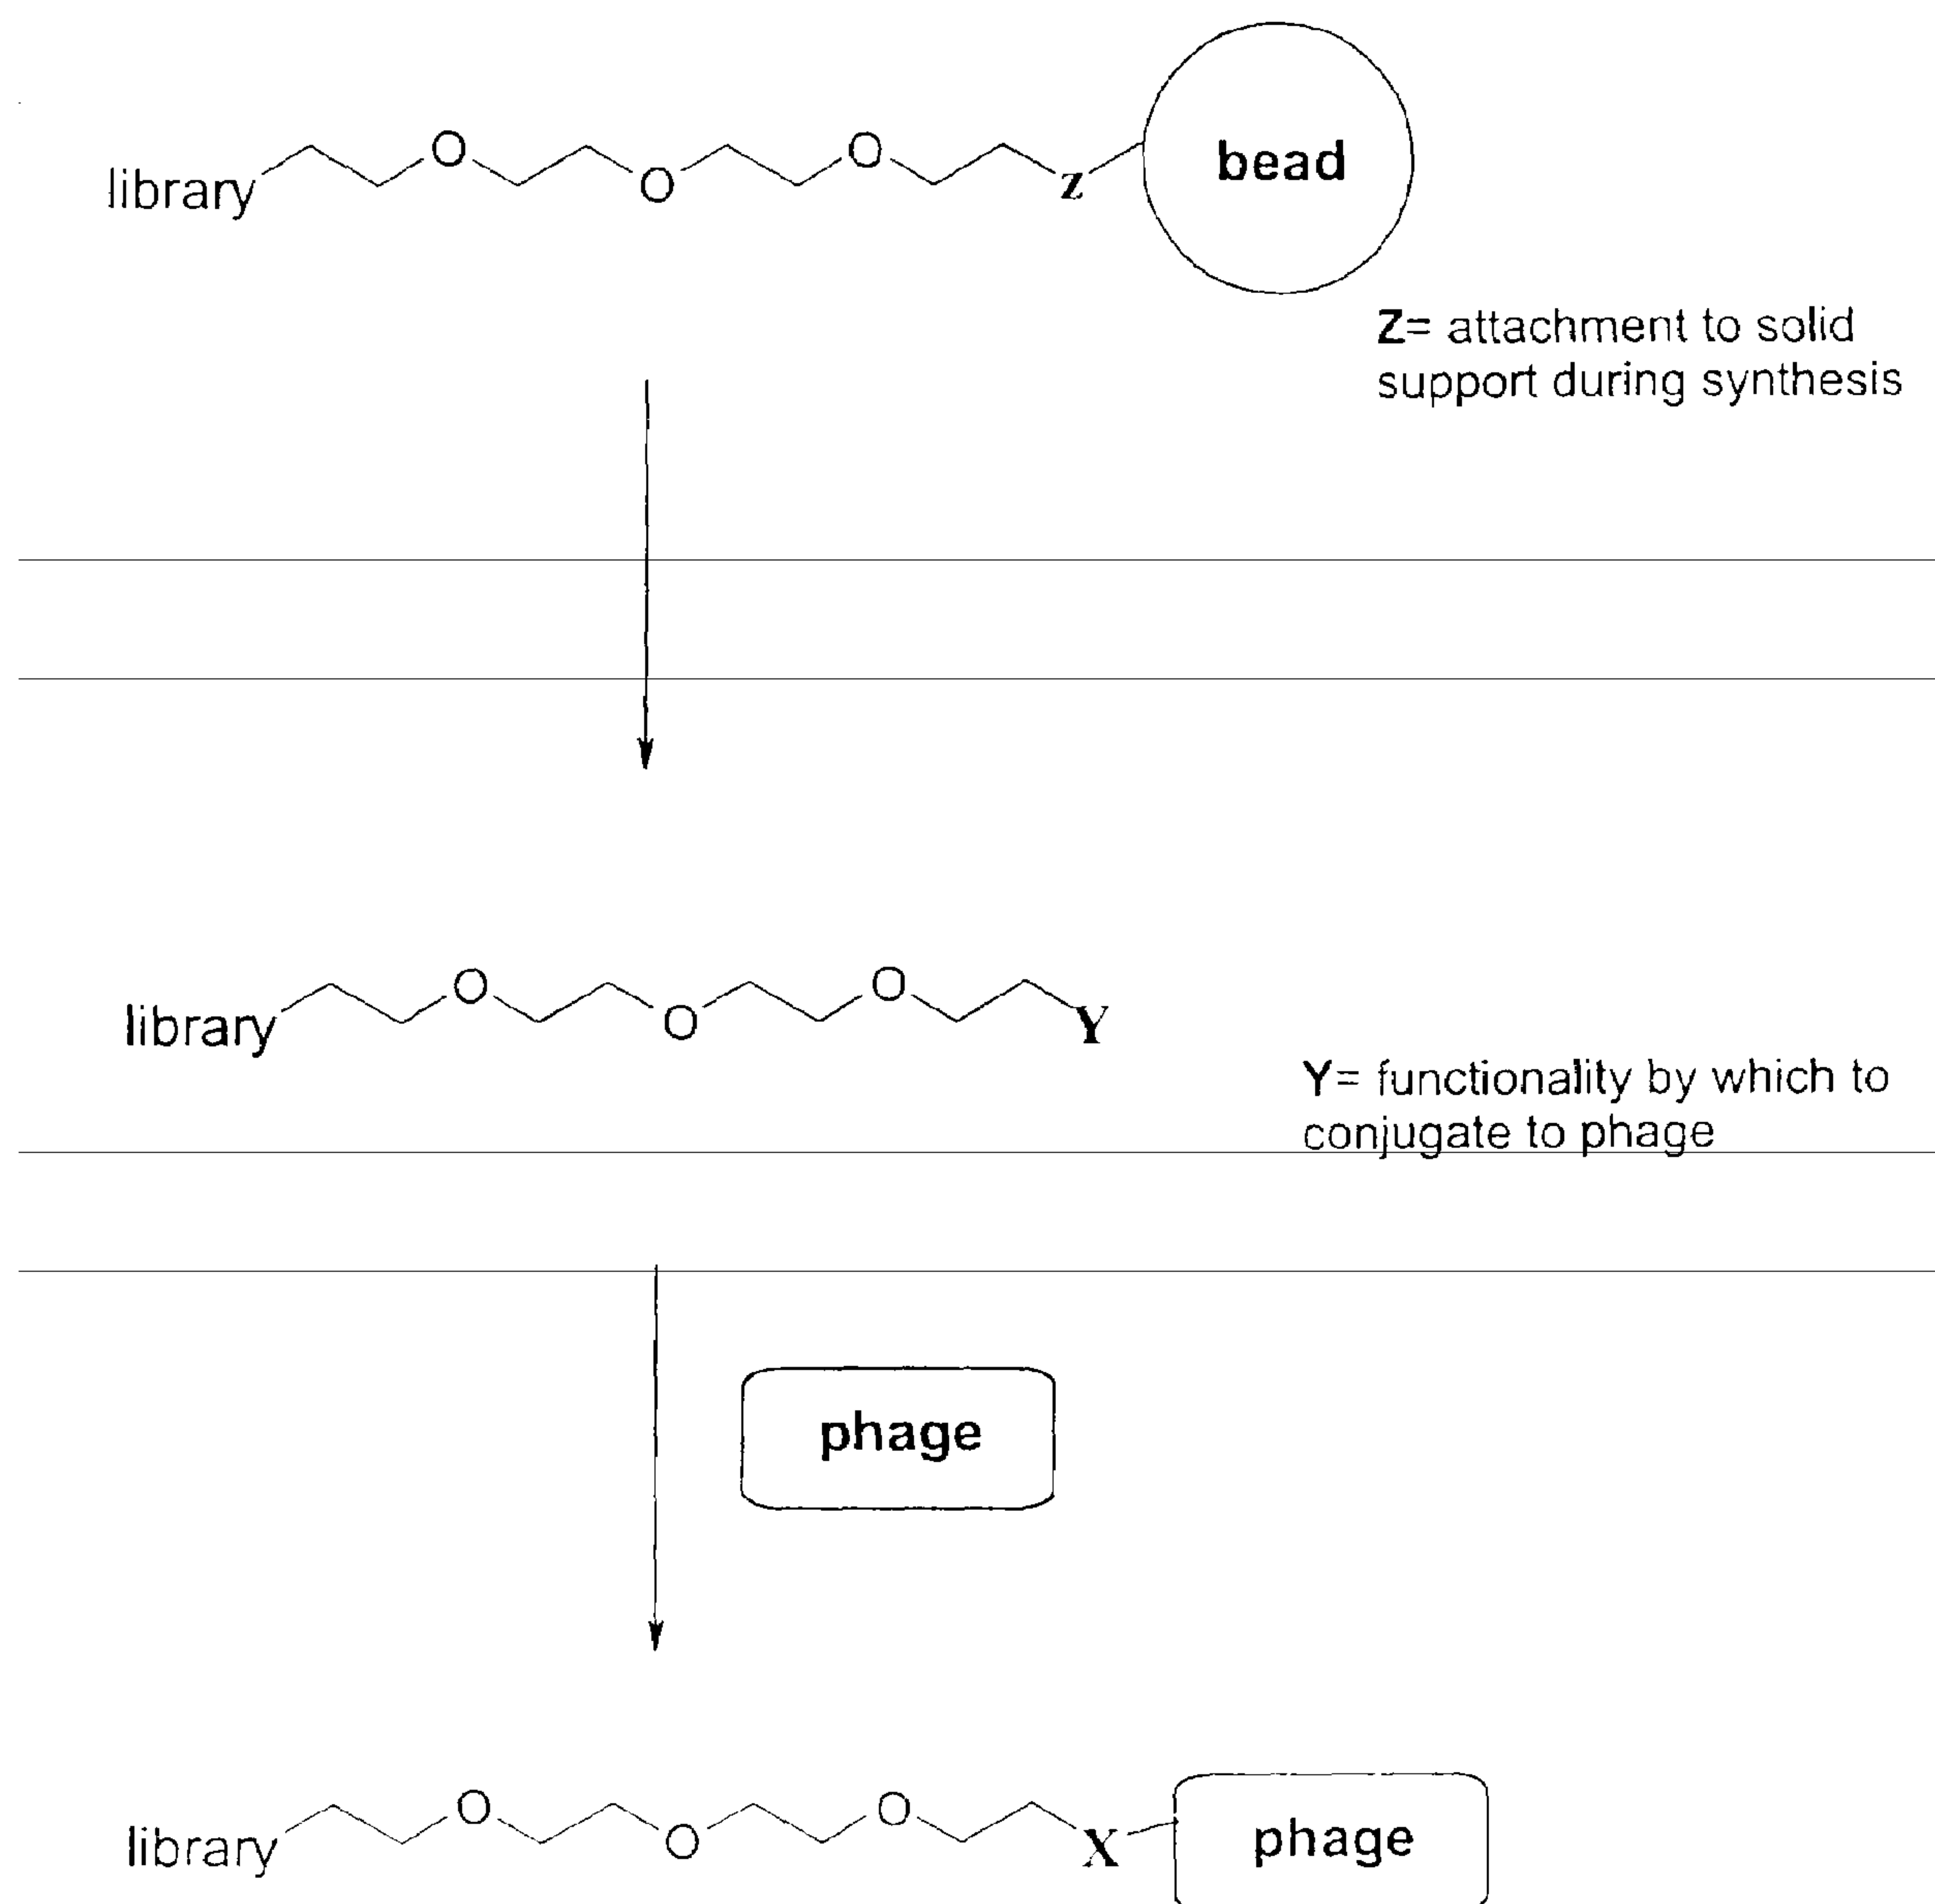 library O O O Z bead
Z= attachment to solid
support during synthesis
library O O O Y
Y= functionality by which to
conjugate to phage
phage
library O O O X phage